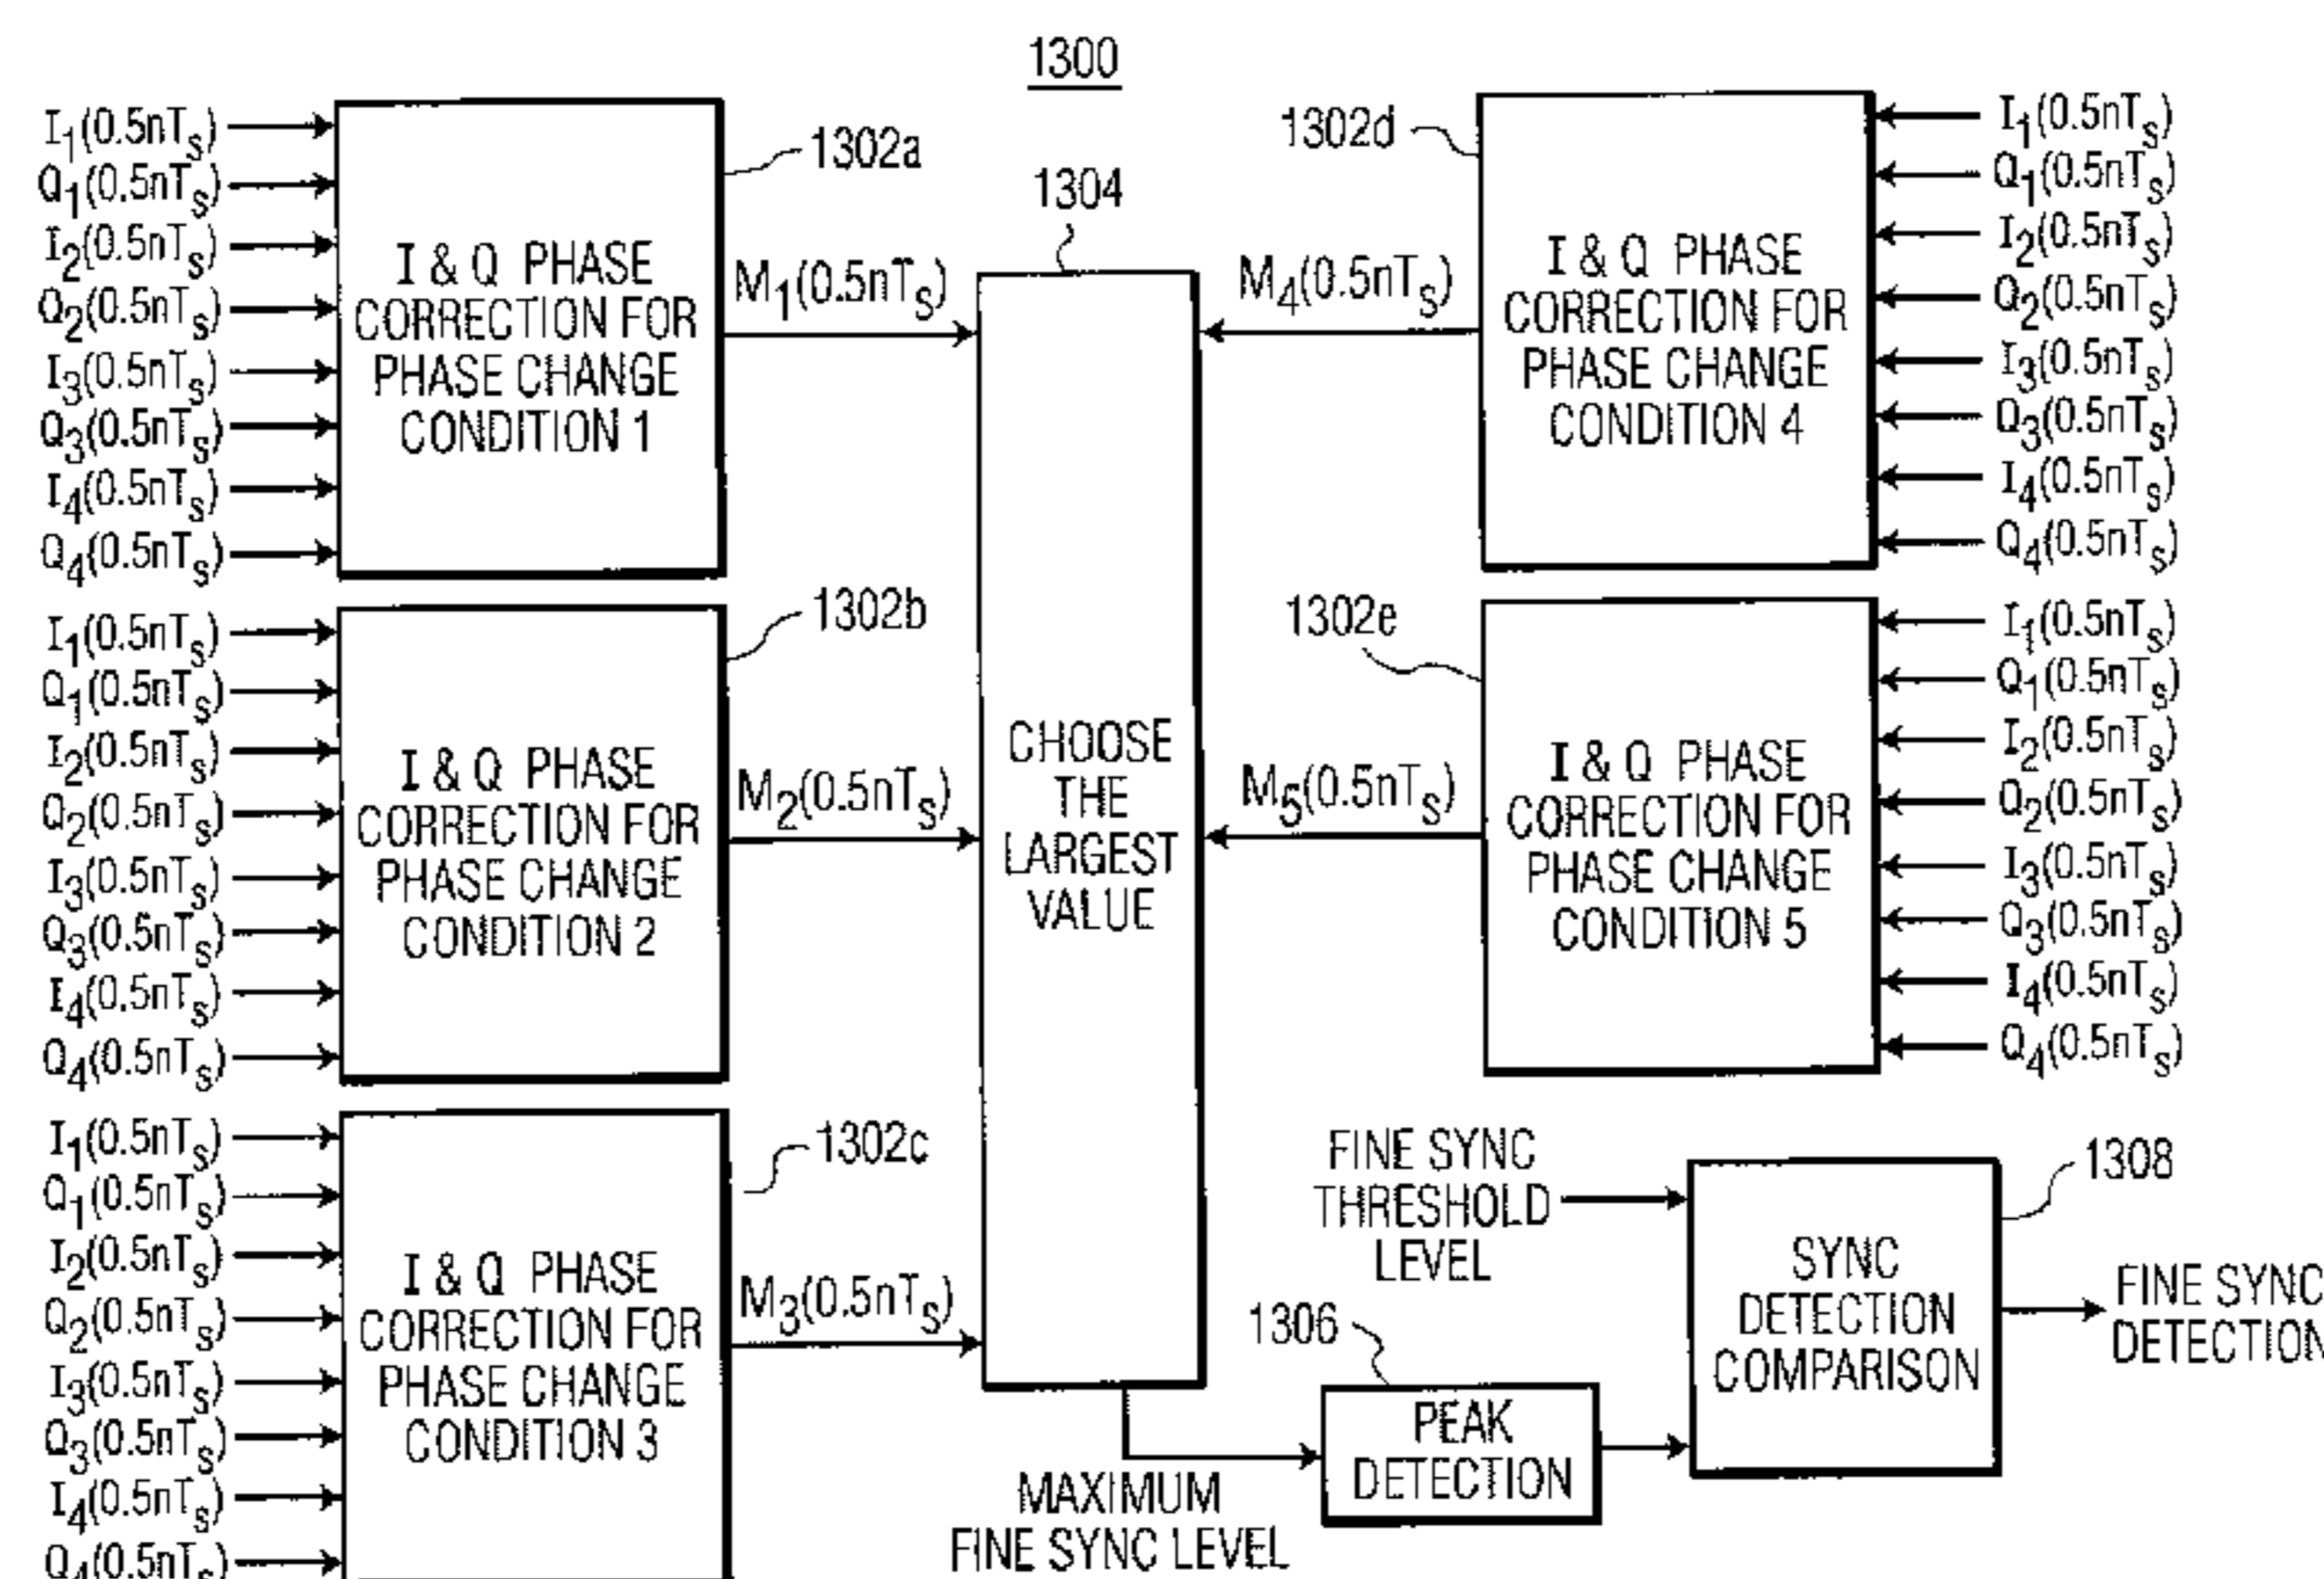 1300
I1(0.5nTs)
Q1(0.5nTs)
I2(0.5nTs)
Q2(0.5nTs)
I3(0.5nTs)
Q3(0.5nTs)
I4(0.5nTs)
Q4(0.5nTs)
I & Q PHASE
CORRECTION FOR
PHASE CHANGE
CONDITION 1
1302a
M1(0.5nTs)
I1(0.5nTs)
Q1(0.5nTs)
I2(0.5nTs)
Q2(0.5nTs)
I3(0.5nTs)
Q3(0.5nTs)
I4(0.5nTs)
Q4(0.5nTs)
I & Q PHASE
CORRECTION FOR
PHASE CHANGE
CONDITION 2
1302b
M2(0.5nTs)
I1(0.5nTs)
Q1(0.5nTs)
I2(0.5nTs)
Q2(0.5nTs)
I3(0.5nTs)
Q3(0.5nTs)
I4(0.5nTs)
Q4(0.5nTs)
I & Q PHASE
CORRECTION FOR
PHASE CHANGE
CONDITION 3
1302c
M3(0.5nTs)
1304
CHOOSE
THE
LARGEST
VALUE
1302d
M4(0.5nTs)
I & Q PHASE
CORRECTION FOR
PHASE CHANGE
CONDITION 4
I1(0.5nTs)
Q1(0.5nTs)
I2(0.5nTs)
Q2(0.5nTs)
I3(0.5nTs)
Q3(0.5nTs)
I4(0.5nTs)
Q4(0.5nTs)
1302e
M5(0.5nTs)
I & Q PHASE
CORRECTION FOR
PHASE CHANGE
CONDITION 5
I1(0.5nTs)
Q1(0.5nTs)
I2(0.5nTs)
Q2(0.5nTs)
I3(0.5nTs)
Q3(0.5nTs)
I4(0.5nTs)
Q4(0.5nTs)
MAXIMUM
FINE SYNC LEVEL
1306
PEAK
DETECTION
FINE SYNC
THRESHOLD
LEVEL
1308
SYNC
DETECTION
COMPARISON
FINE SYNC
DETECTION